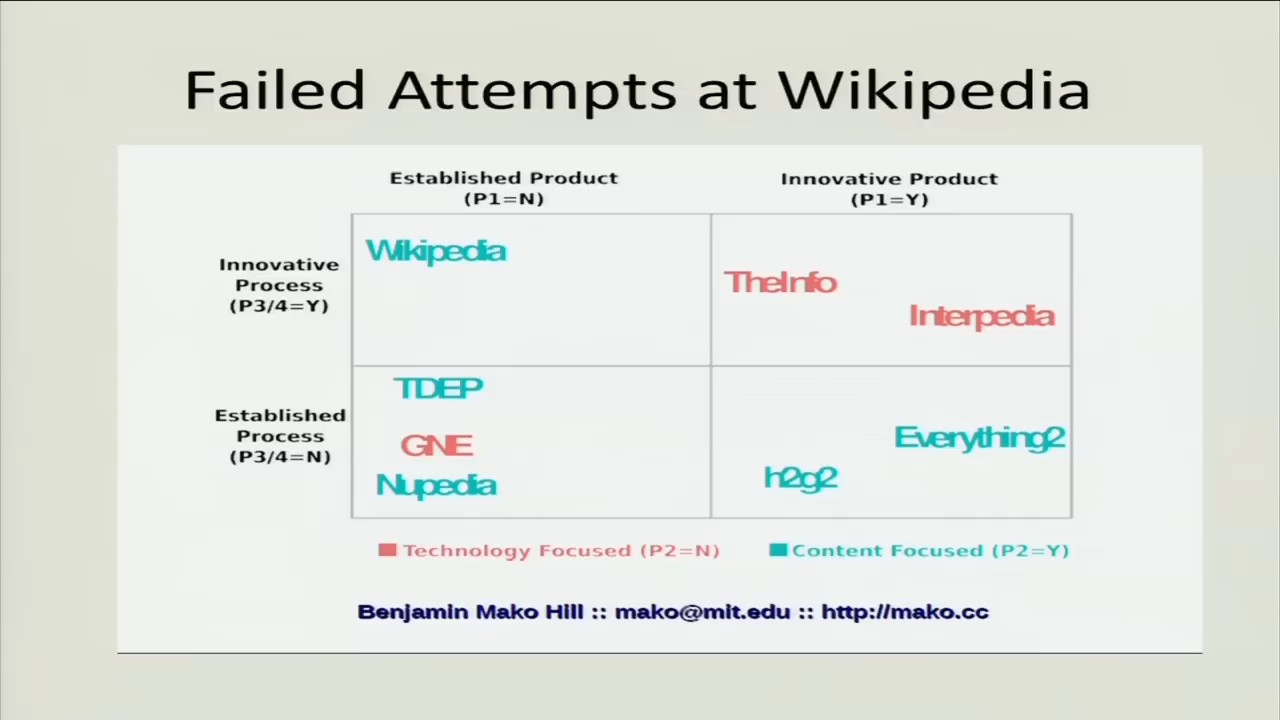 Failed Attempts at Wikipedia
Established Product
(P1=N)
Innovative Product
(P1=Y)
Innovative
Process
(P3/4=Y)
Wikipedia
TheInfo
Interpedia
Established
Process
(P3/4=N)
TDEP
GNE
Nupedia
Everything2
h2g2
Technology Focused (P2=N)
Content Focused (P2=Y)
Benjamin Mako Hill :: mako@mit.edu :: http://mako.cc